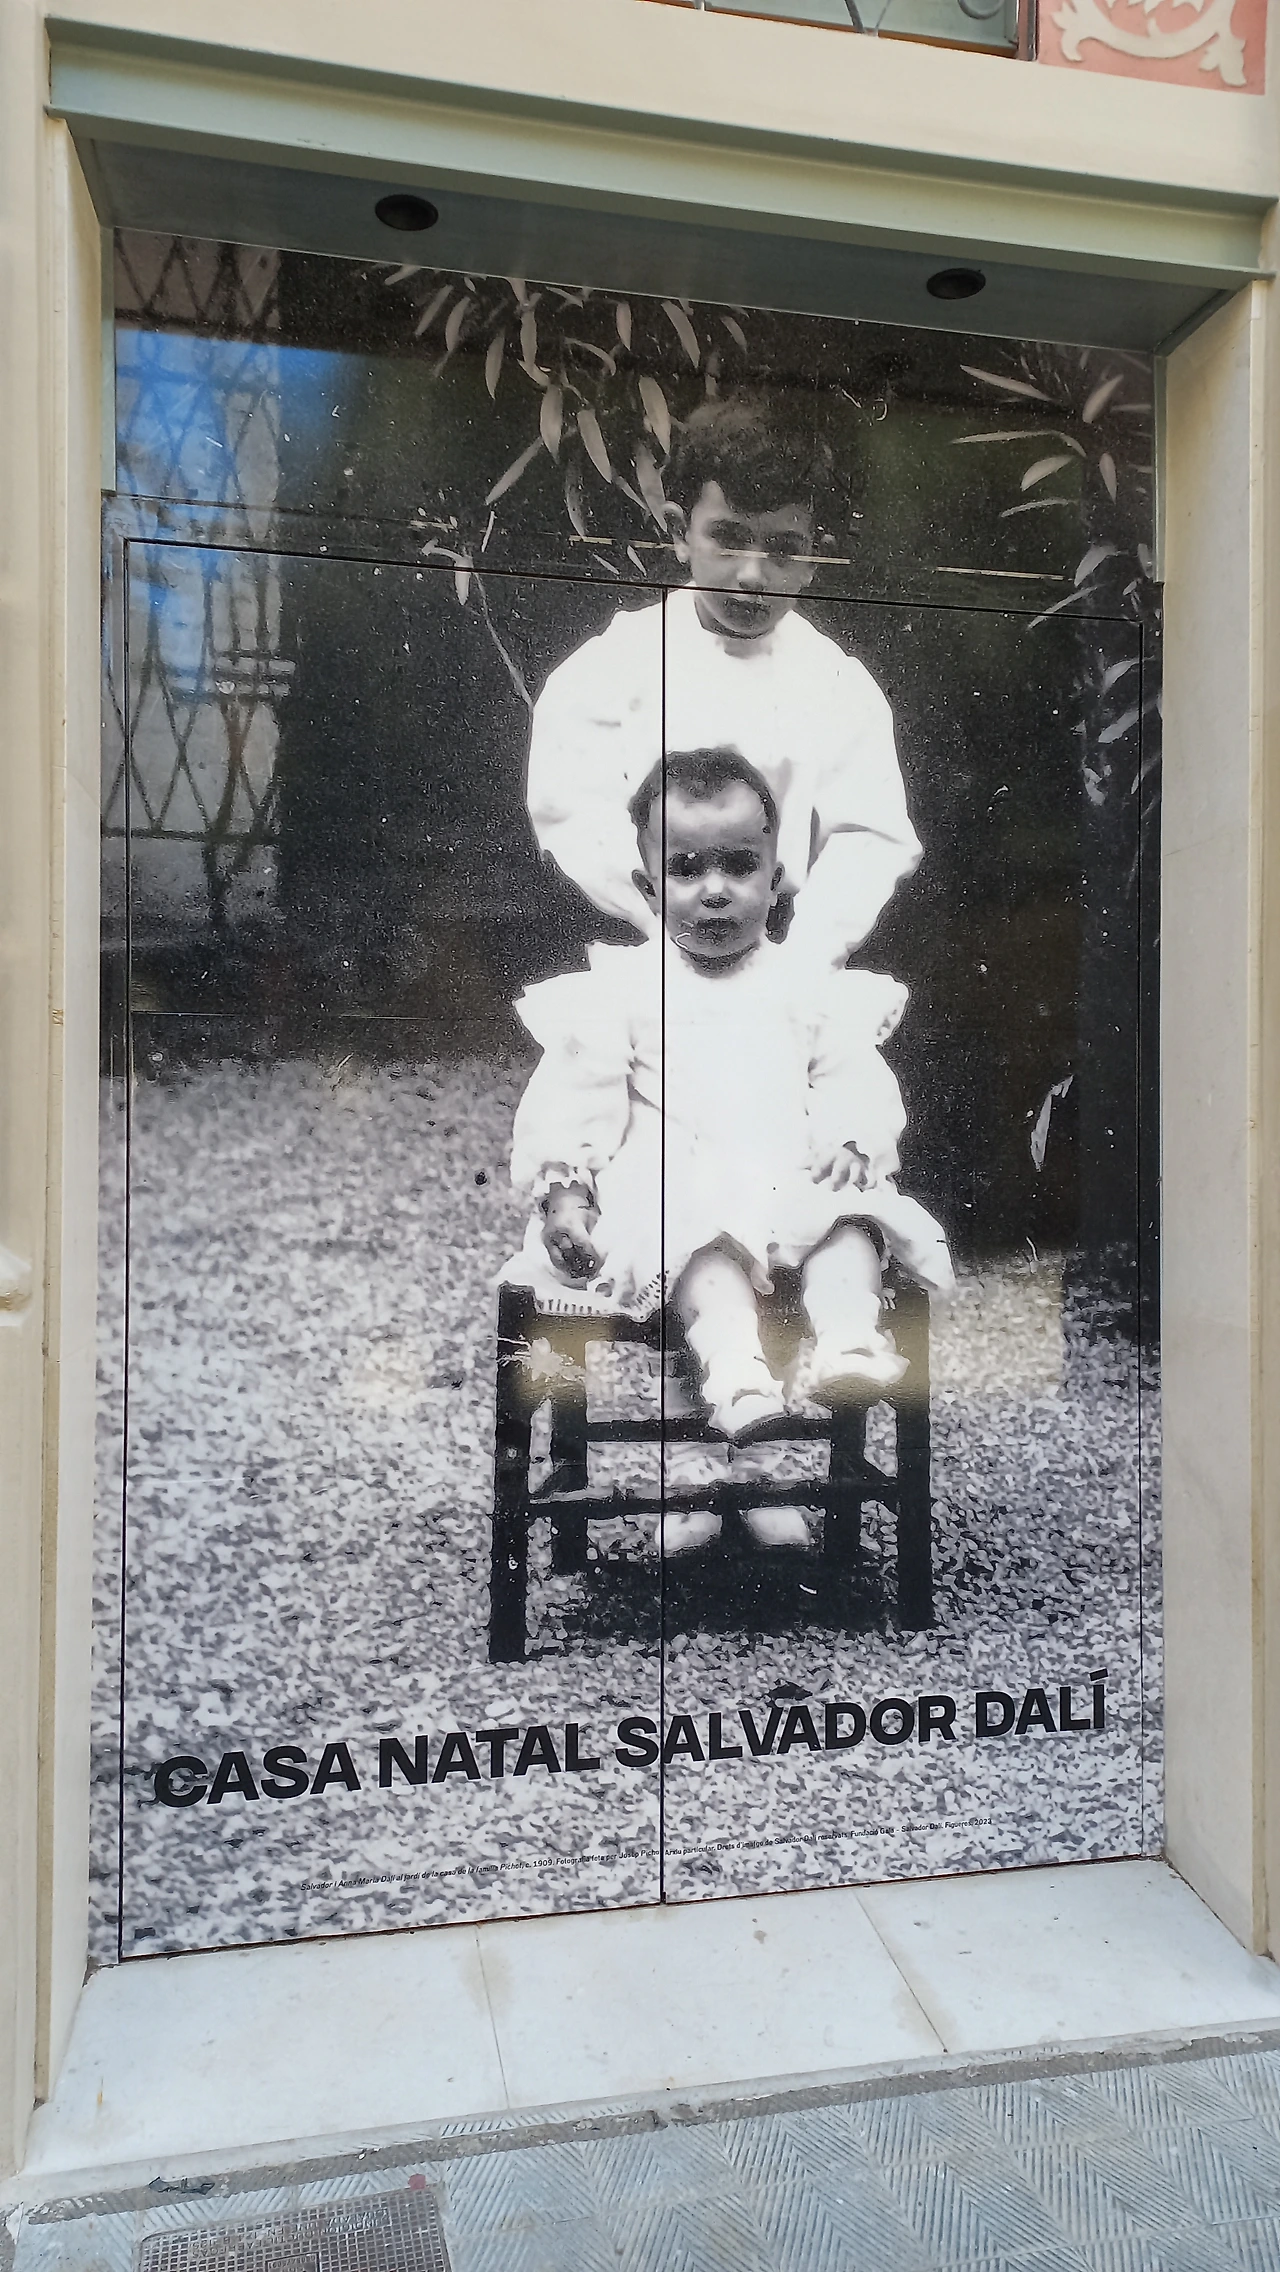 CASA NATAL SALVADOR DALÍ
Salvador i Anna Maria Dalí al jardí de la casa de la família Pichot, c. 1909. Fotografia feta per Josep Pichot. Arxiu particular. Drets d'imatge de Salvador Dalí reservats. Fundació Gala - Salvador Dalí, Figueres, 2023